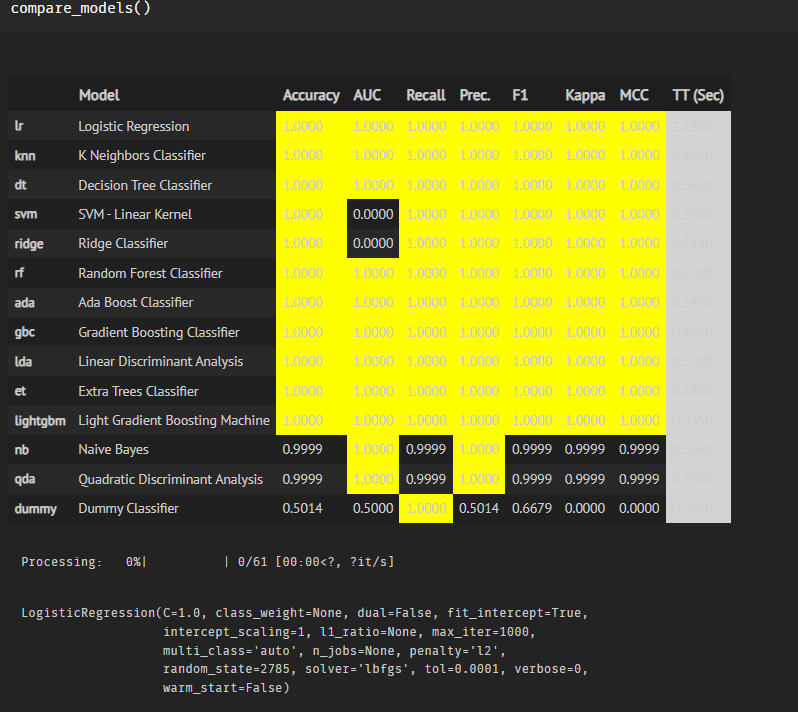 compare_models()
Model Accuracy AUC Recall Prec. F1 Kappa MCC TT (Sec)
lr Logistic Regression 1.0000 1.0000 1.0000 1.0000 1.0000 1.0000 1.0000 1.1260
knn K Neighbors Classifier 1.0000 1.0000 1.0000 1.0000 1.0000 1.0000 1.0000 0.6970
dt Decision Tree Classifier 1.0000 1.0000 1.0000 1.0000 1.0000 1.0000 1.0000 0.3420
svm SVM - Linear Kernel 1.0000 0.0000 1.0000 1.0000 1.0000 1.0000 1.0000 0.3380
ridge Ridge Classifier 1.0000 0.0000 1.0000 1.0000 1.0000 1.0000 1.0000 0.3430
rf Random Forest Classifier 1.0000 1.0000 1.0000 1.0000 1.0000 1.0000 1.0000 0.4700
ada Ada Boost Classifier 1.0000 1.0000 1.0000 1.0000 1.0000 1.0000 1.0000 0.3490
gbc Gradient Boosting Classifier 1.0000 1.0000 1.0000 1.0000 1.0000 1.0000 1.0000 0.4930
lda Linear Discriminant Analysis 1.0000 1.0000 1.0000 1.0000 1.0000 1.0000 1.0000 0.3700
et Extra Trees Classifier 1.0000 1.0000 1.0000 1.0000 1.0000 1.0000 1.0000 0.4800
lightgbm Light Gradient Boosting Machine 1.0000 1.0000 1.0000 1.0000 1.0000 1.0000 1.0000 0.5350
nb Naive Bayes 0.9999 1.0000 0.9999 1.0000 0.9999 0.9999 0.9999 0.3360
qda Quadratic Discriminant Analysis 0.9999 1.0000 0.9999 1.0000 0.9999 0.9999 0.9999 0.3580
dummy Dummy Classifier 0.5014 0.5000 1.0000 0.5014 0.6679 0.0000 0.0000 0.3760
Processing: 0%| | 0/61 [00:00<?, ?it/s]
LogisticRegression(C=1.0, class_weight=None, dual=False, fit_intercept=True,
intercept_scaling=1, l1_ratio=None, max_iter=1000,
multi_class='auto', n_jobs=None, penalty='l2',
random_state=2785, solver='lbfgs', tol=0.0001, verbose=0,
warm_start=False)